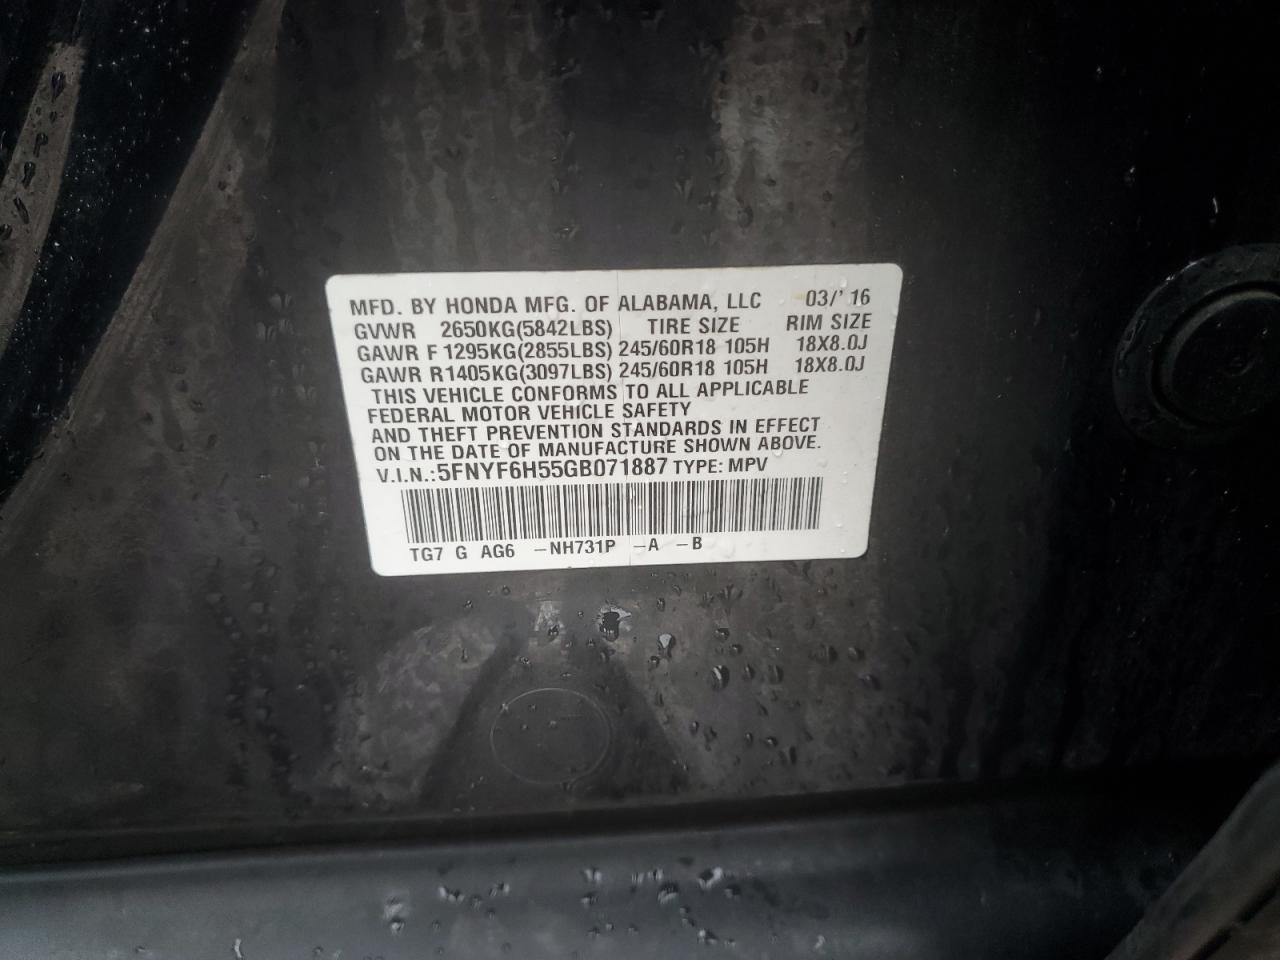 MFD. BY HONDA MFG. OF ALABAMA, LLC 03/' 16
GVWR 2650KG(5842LBS) TIRE SIZE RIM SIZE
GAWR F 1295KG(2855LBS) 245/60R18 105H 18X8.0J
GAWR R1405KG(3097LBS) 245/60R18 105H 18X8.0J
THIS VEHICLE CONFORMS TO ALL APPLICABLE
FEDERAL MOTOR VEHICLE SAFETY
AND THEFT PREVENTION STANDARDS IN EFFECT
ON THE DATE OF MANUFACTURE SHOWN ABOVE.
V.I.N.:5FNYF6H55GB071887 TYPE: MPV
TG7 G AG6 -NH731P -A -B